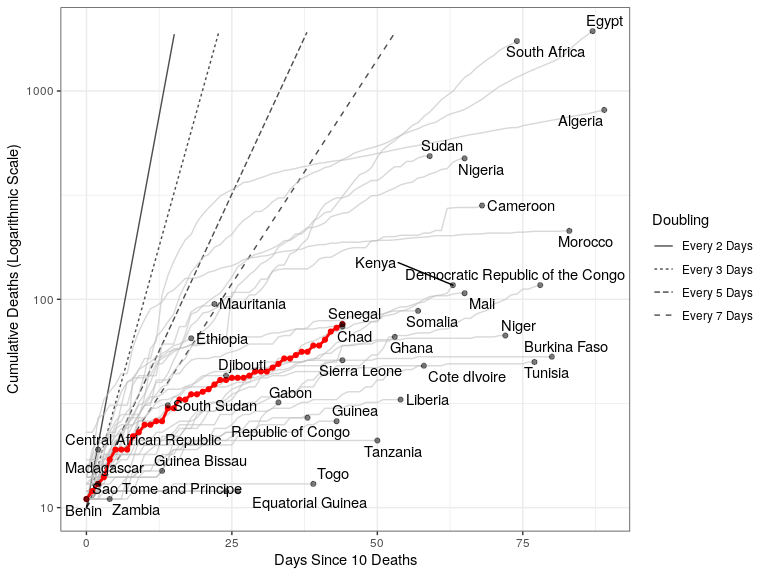 Egypt
South Africa
1000
Algeria
Sudan
Nigeria
Cameroon
Morocco
Kenya
Democratic Republic of the Congo
100
Mauritania
Mali
Senegal
Somalia
Ethiopia
Chad
Niger
Ghana
Burkina Faso
Djibouti
Sierra Leone
Cote dIvoire
Tunisia
Gabon
South Sudan
Liberia
Guinea
Republic of Congo
Central African Republic
Tanzania
Guinea Bissau
Madagascar
Togo
Sao Tome and Principe
Equatorial Guinea
10
Benin
Zambia
0
25
50
75
Days Since 10 Deaths
Cumulative Deaths (Logarithmic Scale)
Doubling
Every 2 Days
Every 3 Days
Every 5 Days
Every 7 Days